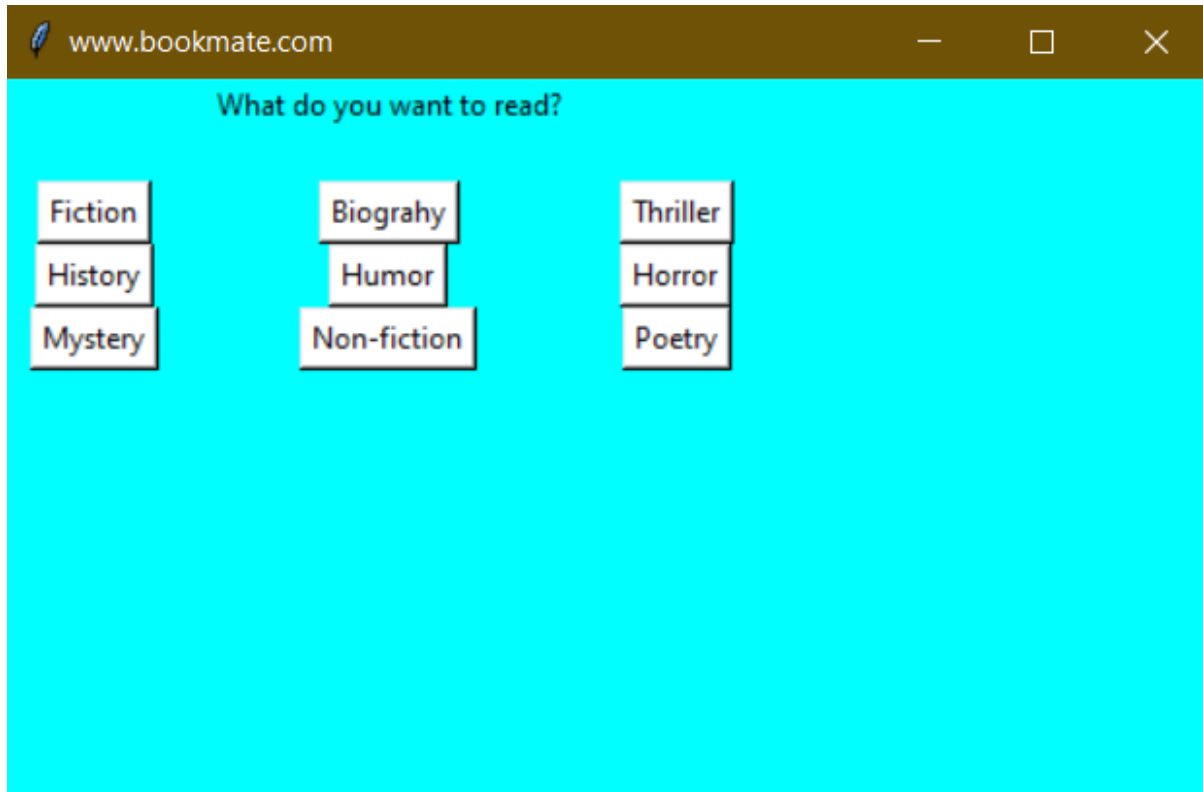 www.bookmate.com
What do you want to read?
Fiction Biograhy Thriller
History Humor Horror
Mystery Non-fiction Poetry